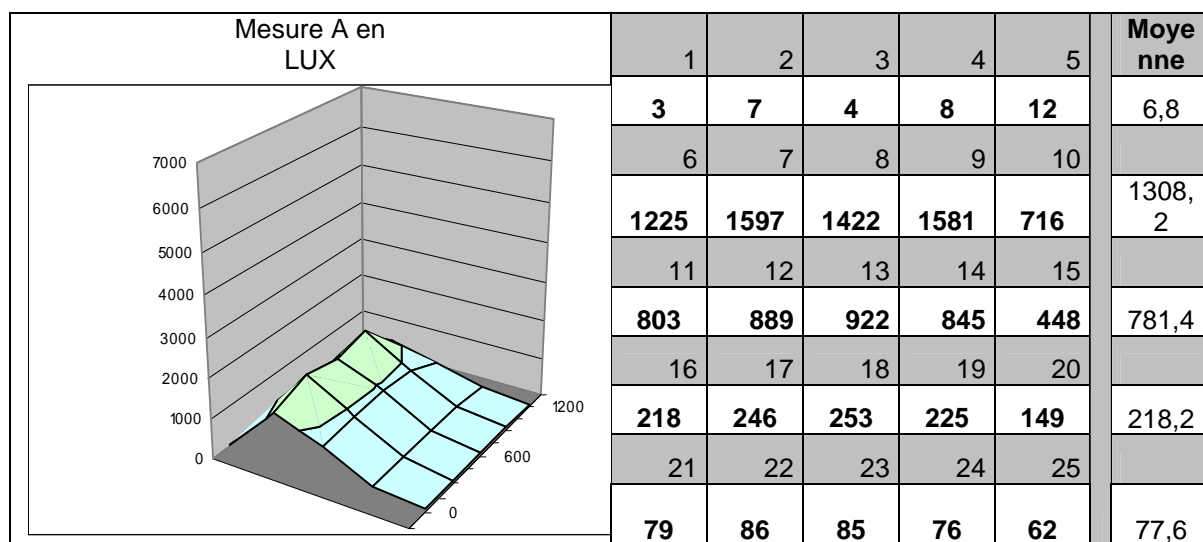 Mesure A en
LUX
7000
6000
5000
4000
3000
2000
1000
0
1200
600
0
1 2 3 4 5 Moye
nne
3 7 4 8 12 6,8
6 7 8 9 10
1225 1597 1422 1581 716 1308,
2
11 12 13 14 15
803 889 922 845 448 781,4
16 17 18 19 20
218 246 253 225 149 218,2
21 22 23 24 25
79 86 85 76 62 77,6